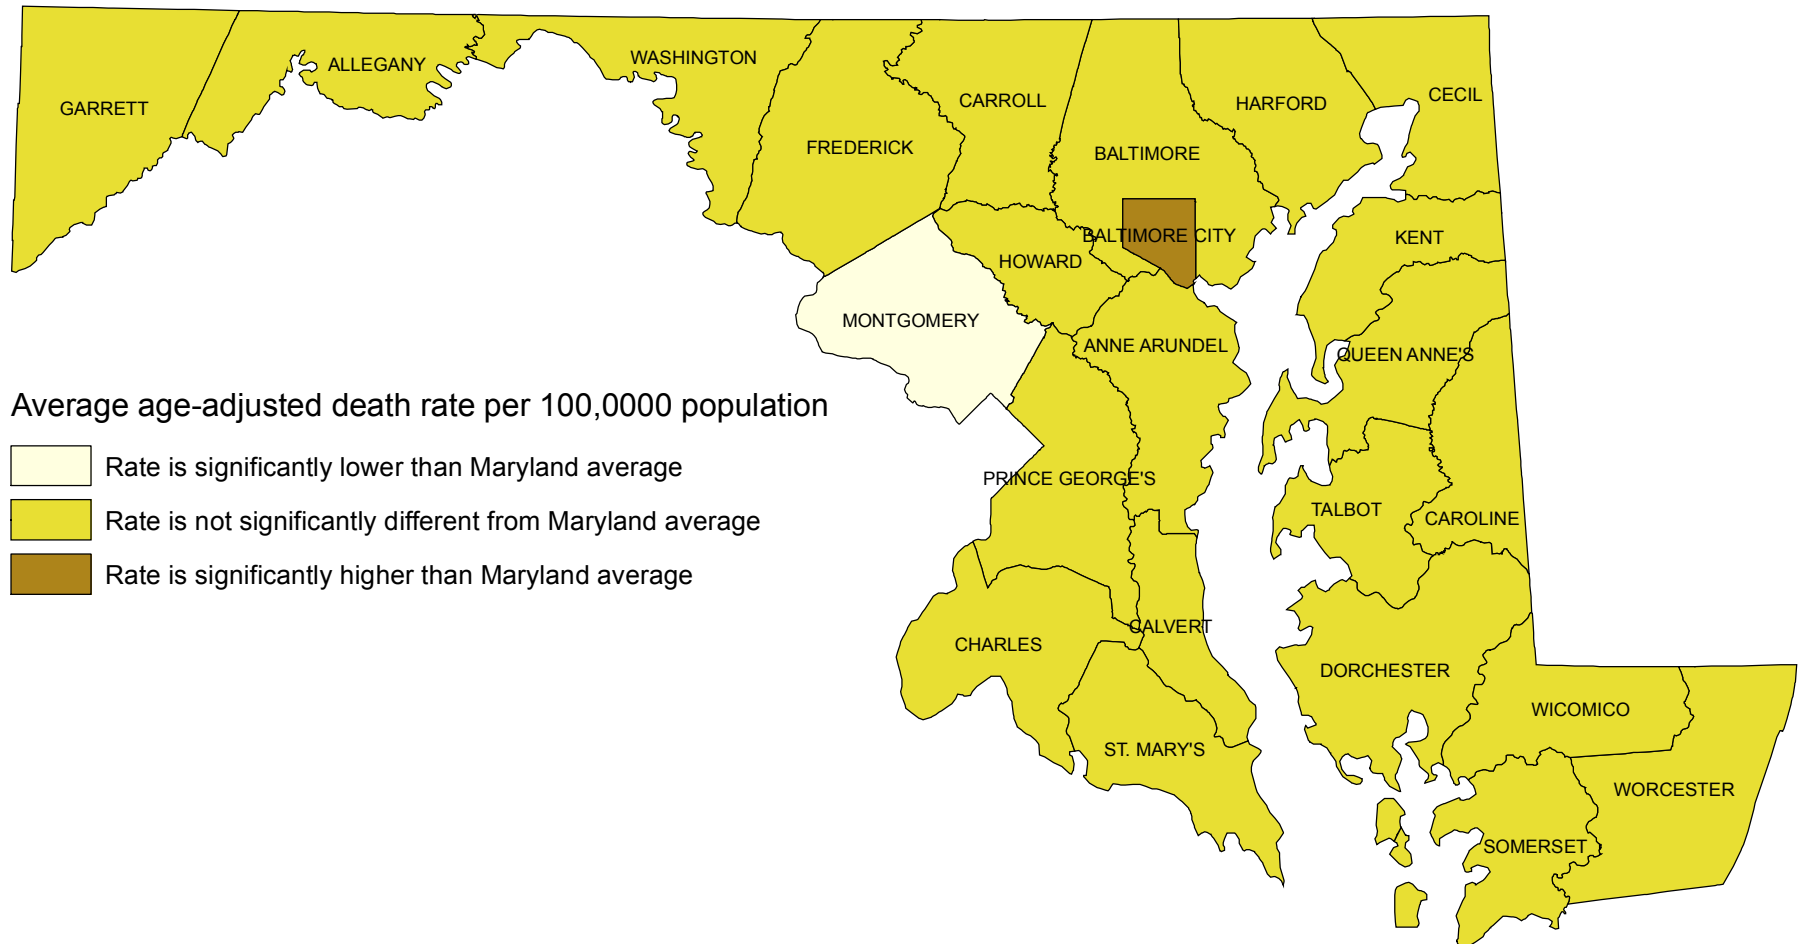 ALLEGANY
WASHINGTON
GARRETT
CARROLL
HARFORD
CECIL
FREDERICK
BALTIMORE
BALTIMORE CITY
KENT
HOWARD
MONTGOMERY
ANNE ARUNDEL
QUEEN ANNE'S
Average age-adjusted death rate per 100,0000 population
Rate is significantly lower than Maryland average
Rate is not significantly different from Maryland average
Rate is significantly higher than Maryland average
PRINCE GEORGE'S
TALBOT
CAROLINE
CALVERT
CHARLES
DORCHESTER
WICOMICO
ST. MARY'S
WORCESTER
SOMERSET